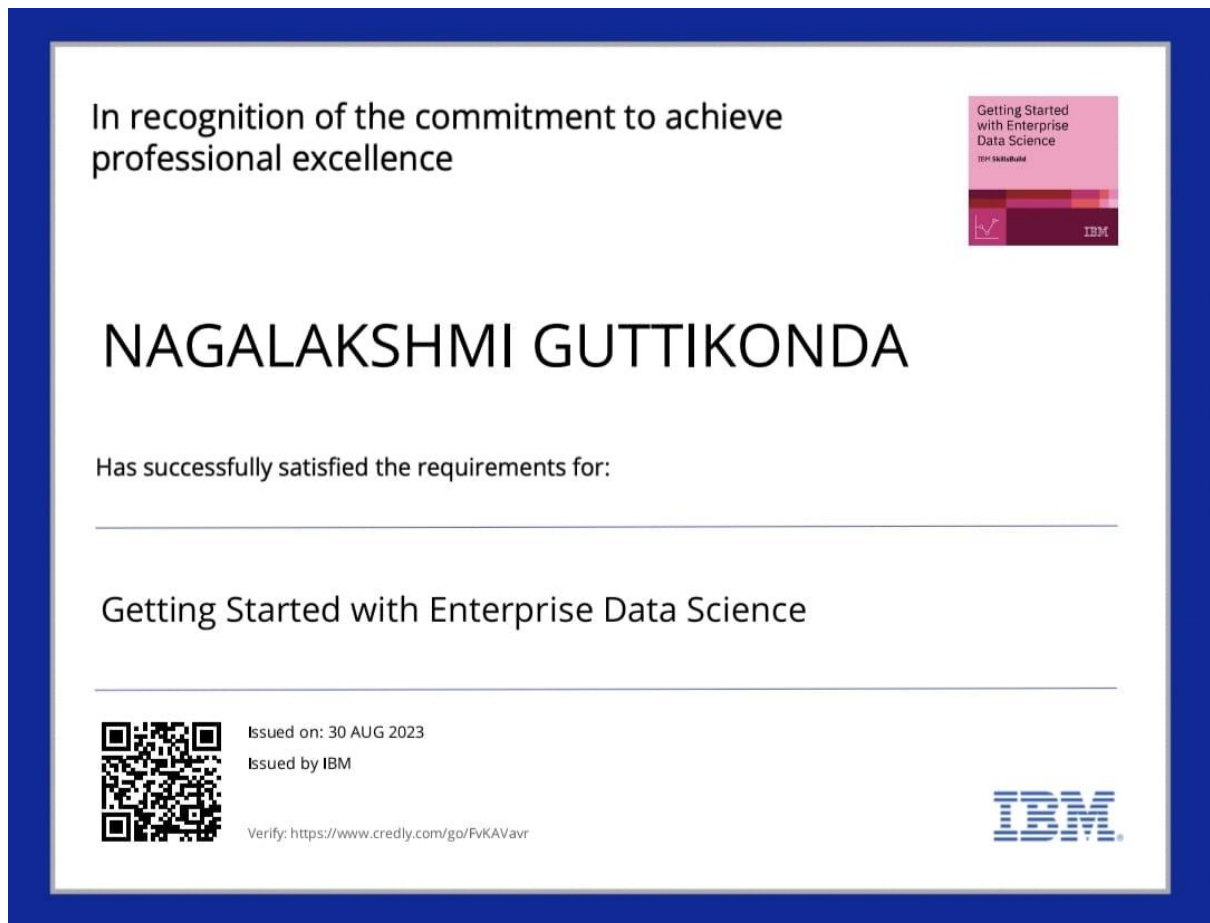 In recognition of the commitment to achieve
professional excellence
Getting Started
with Enterprise
Data Science
IBM SkillsBuild
IBM
NAGALAKSHMI GUTTIKONDA
Has successfully satisfied the requirements for:
Getting Started with Enterprise Data Science
Issued on: 30 AUG 2023
Issued by IBM
Verify: https://www.credly.com/go/FvKAVavr
IBM®